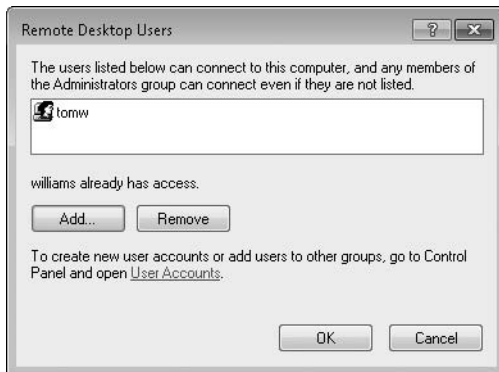 Remote Desktop Users
The users listed below can connect to this computer, and any members of
the Administrators group can connect even if they are not listed.
tomw
williams already has access.
Add... Remove
To create new user accounts or add users to other groups, go to Control
Panel and open User Accounts.
OK Cancel